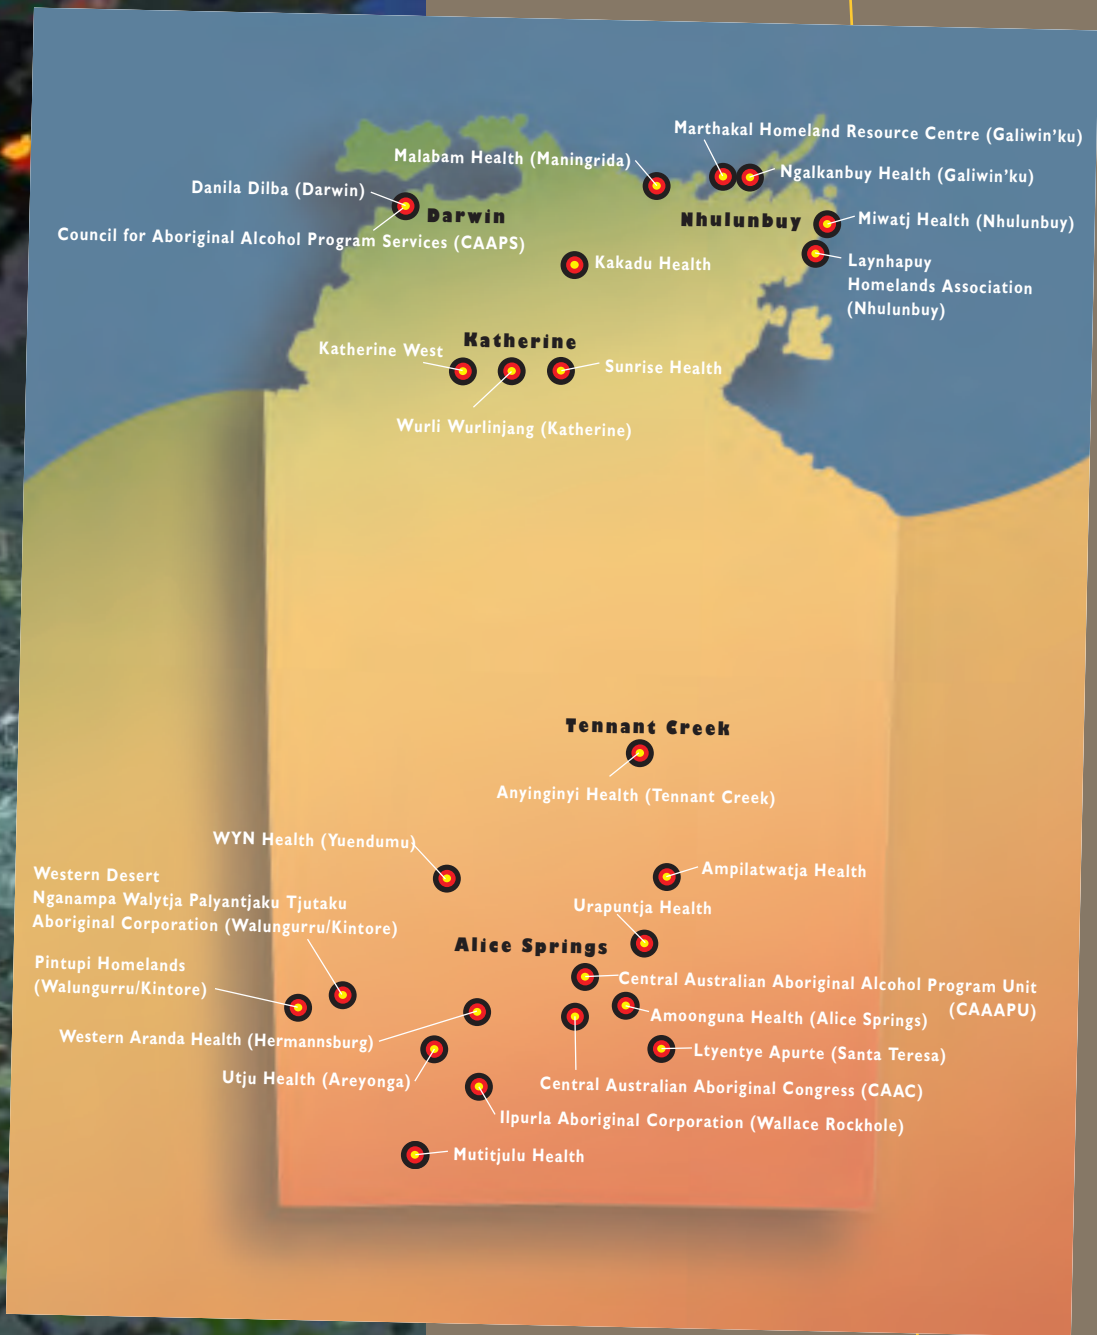 Marthakal Homeland Resource Centre (Galiwin'ku)
Malabam Health (Maningrida)
Ngalkanbuy Health (Galiwin'ku)
Danila Dilba (Darwin)
Darwin
Nhulunbuy
Miwatj Health (Nhulunbuy)
Council for Aboriginal Alcohol Program Services (CAAPS)
Kakadu Health
Laynhapuy
Homelands Association
(Nhulunbuy)
Katherine
Katherine West
Sunrise Health
Wurli Wurlinjang (Katherine)
Tennant Creek
Anyinginyi Health (Tennant Creek)
WYN Health (Yuendumu)
Ampilatwatja Health
Western Desert
Nganampa Walytja Palyantjaku Tjutaku
Aboriginal Corporation (Walungurru/Kintore)
Urapuntja Health
Alice Springs
Pintupi Homelands
(Walungurru/Kintore)
Central Australian Aboriginal Alcohol Program Unit
(CAAAPU)
Amoonguna Health (Alice Springs)
Western Aranda Health (Hermannsburg)
Ltyentye Apurte (Santa Teresa)
Utju Health (Areyonga)
Central Australian Aboriginal Congress (CAAC)
Ilpurla Aboriginal Corporation (Wallace Rockhole)
Mutitjulu Health